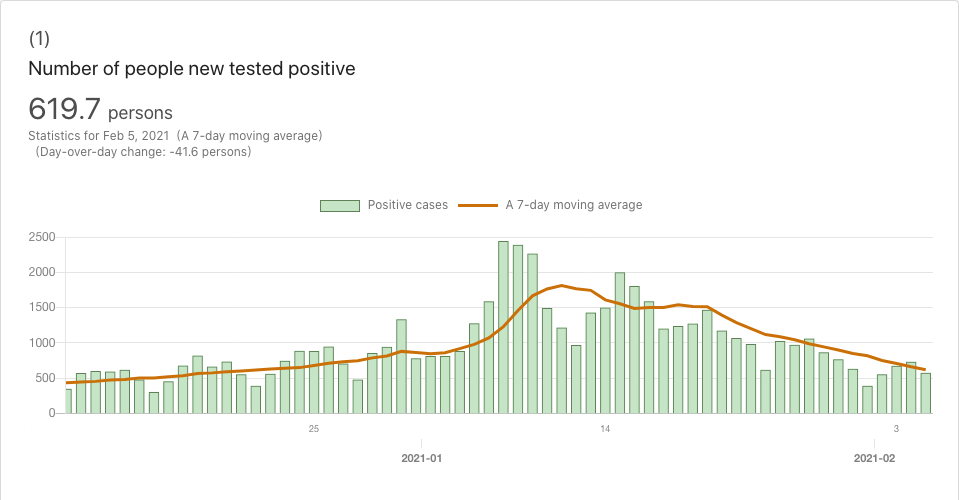 (1)
Number of people new tested positive
619.7 persons
Statistics for Feb 5, 2021 (A 7-day moving average)
(Day-over-day change: -41.6 persons)
Positive cases A 7-day moving average
2500
2000
1500
1000
500
0
25 14 3
2021-01 2021-02